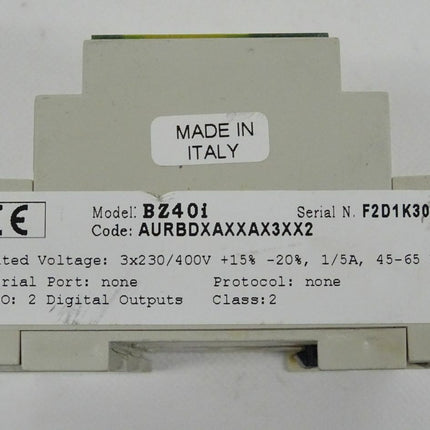 MADE IN
ITALY
CE
Model: BZ40i Serial N. F2D1K30
Code: AURBDXAXXAX3XX2
ted Voltage: 3x230/400V +15% -20%, 1/5A, 45-65
rial Port: none Protocol: none
O: 2 Digital Outputs Class:2